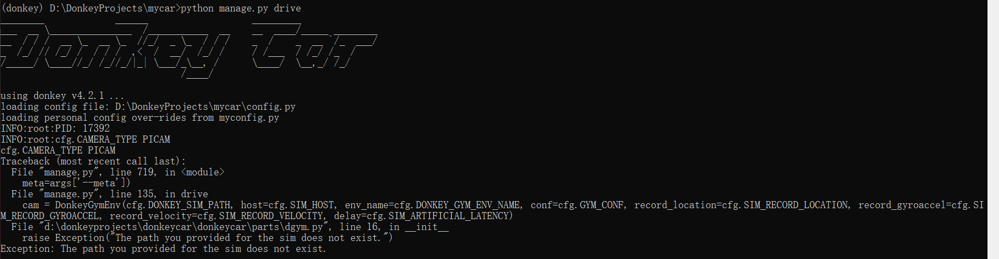 (donkey) D:\DonkeyProjects\mycar>python manage.py drive
Donkey Car
using donkey v4.2.1 ...
loading config file: D:\DonkeyProjects\mycar\config.py
loading personal config over-rides from myconfig.py
INFO:root:PID: 17392
INFO:root:cfg.CAMERA_TYPE PICAM
cfg.CAMERA_TYPE PICAM
Traceback (most recent call last):
  File "manage.py", line 719, in <module>
    meta=args['--meta'])
  File "manage.py", line 135, in drive
    cam = DonkeyGymEnv(cfg.DONKEY_SIM_PATH, host=cfg.SIM_HOST, env_name=cfg.DONKEY_GYM_ENV_NAME, conf=cfg.GYM_CONF, record_location=cfg.SIM_RECORD_LOCATION, record_gyroaccel=cfg.SI
M_RECORD_GYROACCEL, record_velocity=cfg.SIM_RECORD_VELOCITY, delay=cfg.SIM_ARTIFICIAL_LATENCY)
  File "d:\donkeyprojects\donkeycar\donkeycar\parts\dgym.py", line 16, in __init__
    raise Exception("The path you provided for the sim does not exist.")
Exception: The path you provided for the sim does not exist.